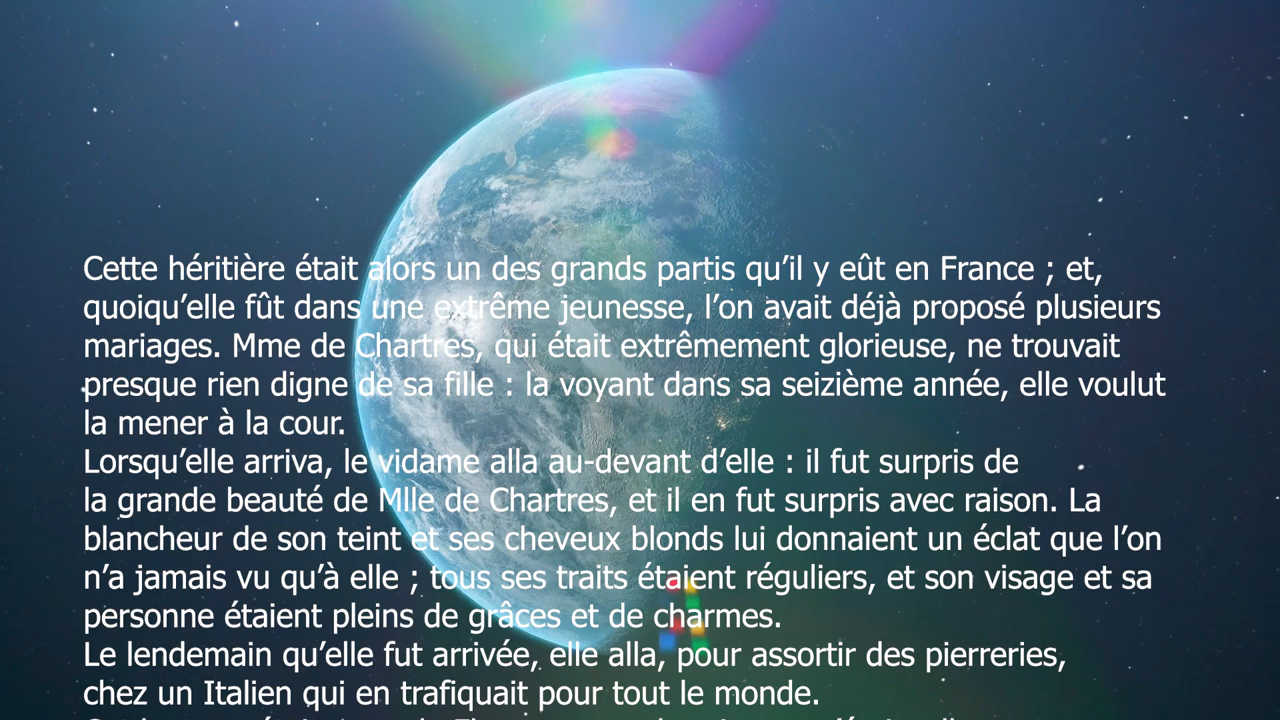 Cette héritière était alors un des grands partis qu’il y eût en France ; et,
quoiqu’elle fût dans une extrême jeunesse, l’on avait déjà proposé plusieurs
mariages. Mme de Chartres, qui était extrêmement glorieuse, ne trouvait
presque rien digne de sa fille : la voyant dans sa seizième année, elle voulut
la mener à la cour.
Lorsqu’elle arriva, le vidame alla au-devant d’elle : il fut surpris de
la grande beauté de Mlle de Chartres, et il en fut surpris avec raison. La
blancheur de son teint et ses cheveux blonds lui donnaient un éclat que l’on
n’a jamais vu qu’à elle ; tous ses traits étaient réguliers, et son visage et sa
personne étaient pleins de grâces et de charmes.
Le lendemain qu’elle fut arrivée, elle alla, pour assortir des pierreries,
chez un Italien qui en trafiquait pour tout le monde.